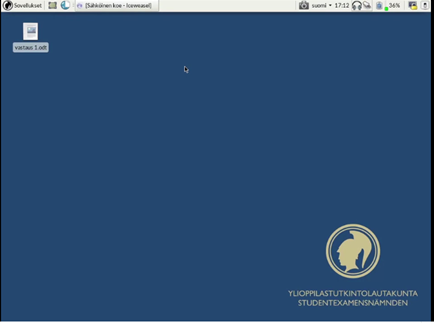 Sovellukset [Sähköinen koe - Iceweasel] suomi 17:12 36%
vastaus 1.odt
YLIOPPILASTUTKINTOLAUTAKUNTA
STUDENTEXAMENSNÄMNDEN